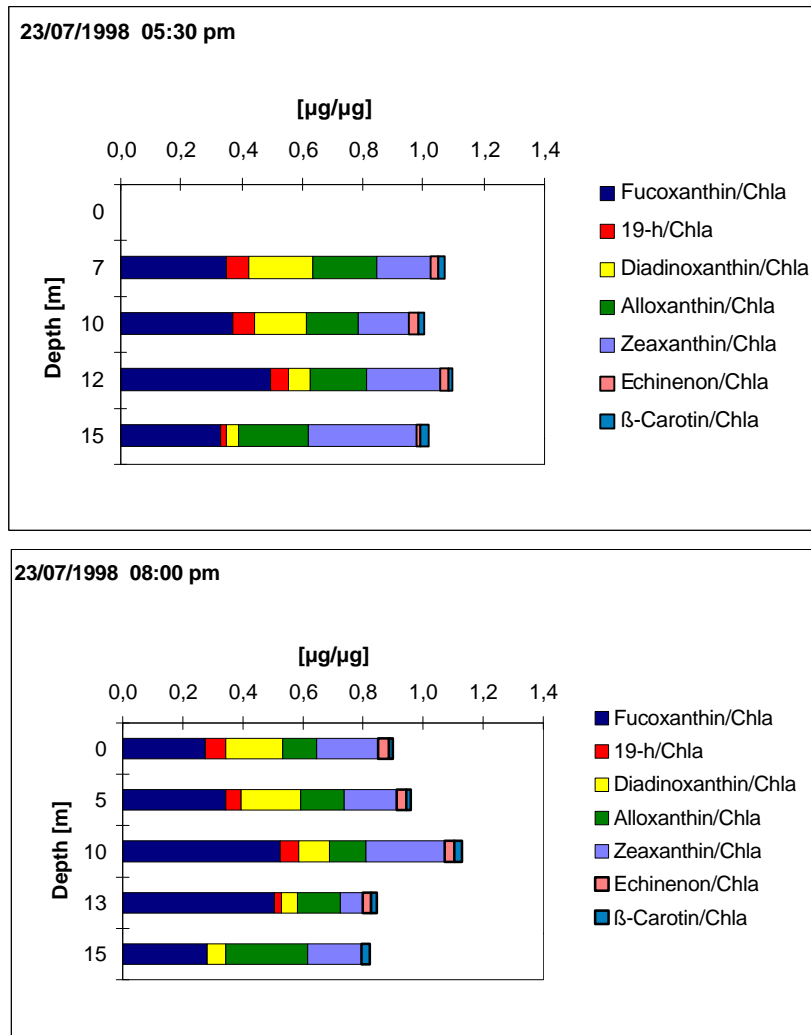 23/07/1998 05:30 pm
[µg/µg]
0,0 0,2 0,4 0,6 0,8 1,0 1,2 1,4
Depth [m]
0
7
10
12
15
Fucoxanthin/Chla
19-h/Chla
Diadinoxanthin/Chla
Alloxanthin/Chla
Zeaxanthin/Chla
Echinenon/Chla
ß-Carotin/Chla
23/07/1998 08:00 pm
[µg/µg]
0,0 0,2 0,4 0,6 0,8 1,0 1,2 1,4
Depth [m]
0
5
10
13
15
Fucoxanthin/Chla
19-h/Chla
Diadinoxanthin/Chla
Alloxanthin/Chla
Zeaxanthin/Chla
Echinenon/Chla
ß-Carotin/Chla